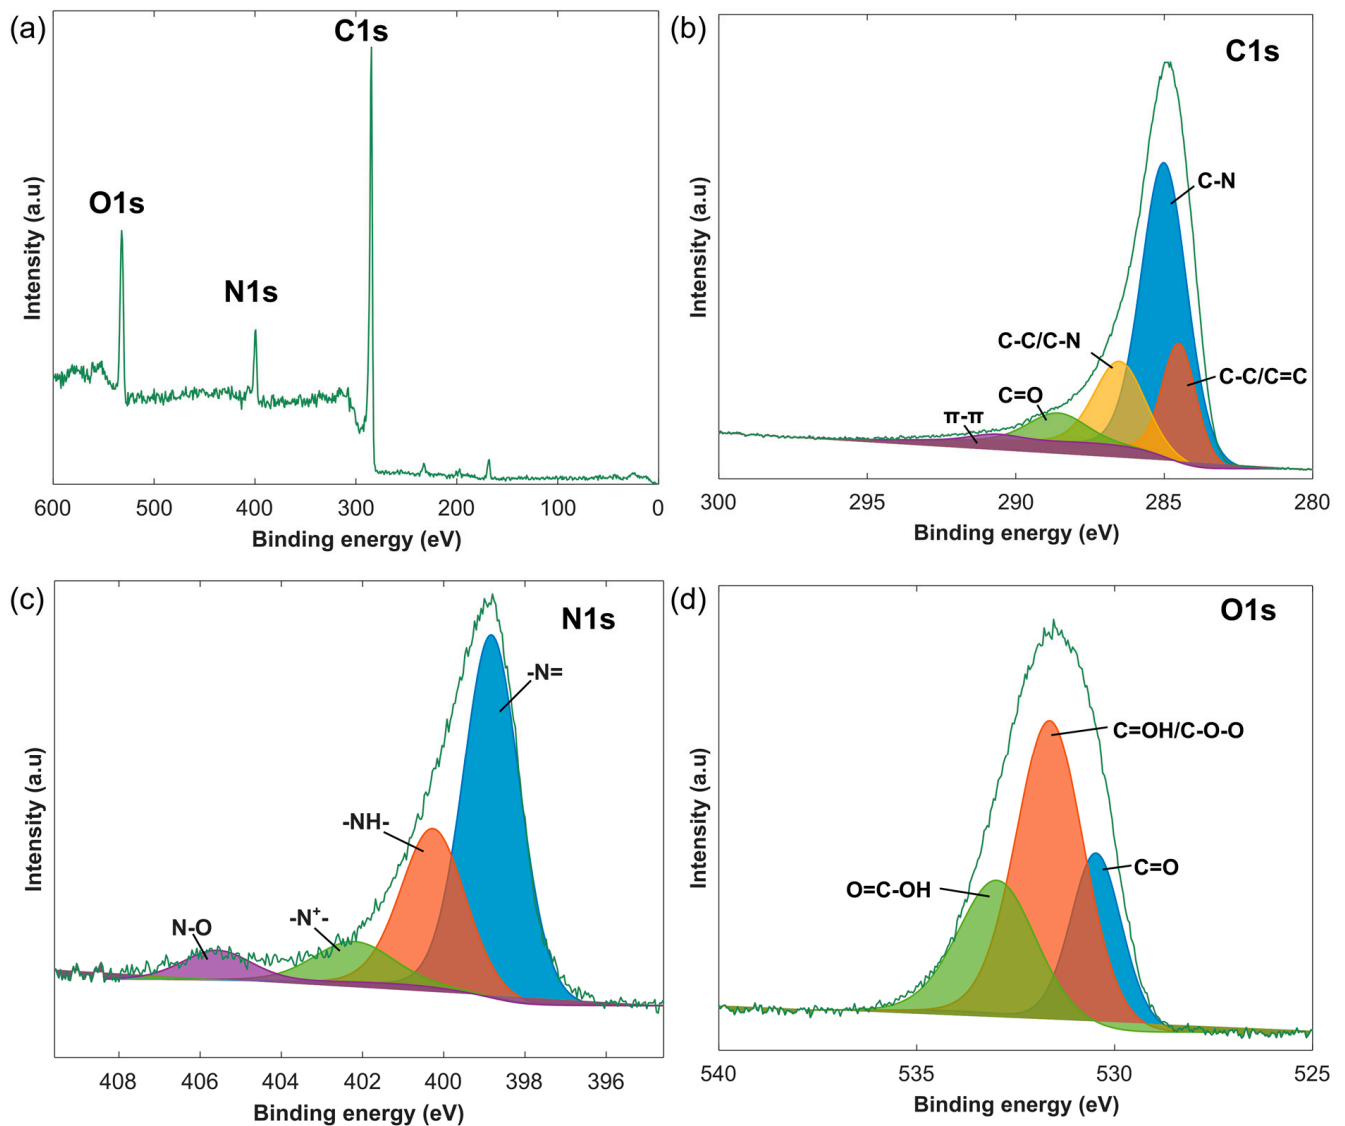 (a)
C1s
O1s
N1s
Intensity (a.u)
600 500 400 300 200 100 0
Binding energy (eV)
(b)
C1s
C-N
C-C/C-N
C-C/C=C
C=O
π-π
Intensity (a.u)
300 295 290 285 280
Binding energy (eV)
(c)
N1s
-N=
-NH-
-N⁺-
N-O
Intensity (a.u)
408 406 404 402 400 398 396
Binding energy (eV)
(d)
O1s
C=OH/C-O-O
C=O
O=C-OH
Intensity (a.u)
540 535 530 525
Binding energy (eV)